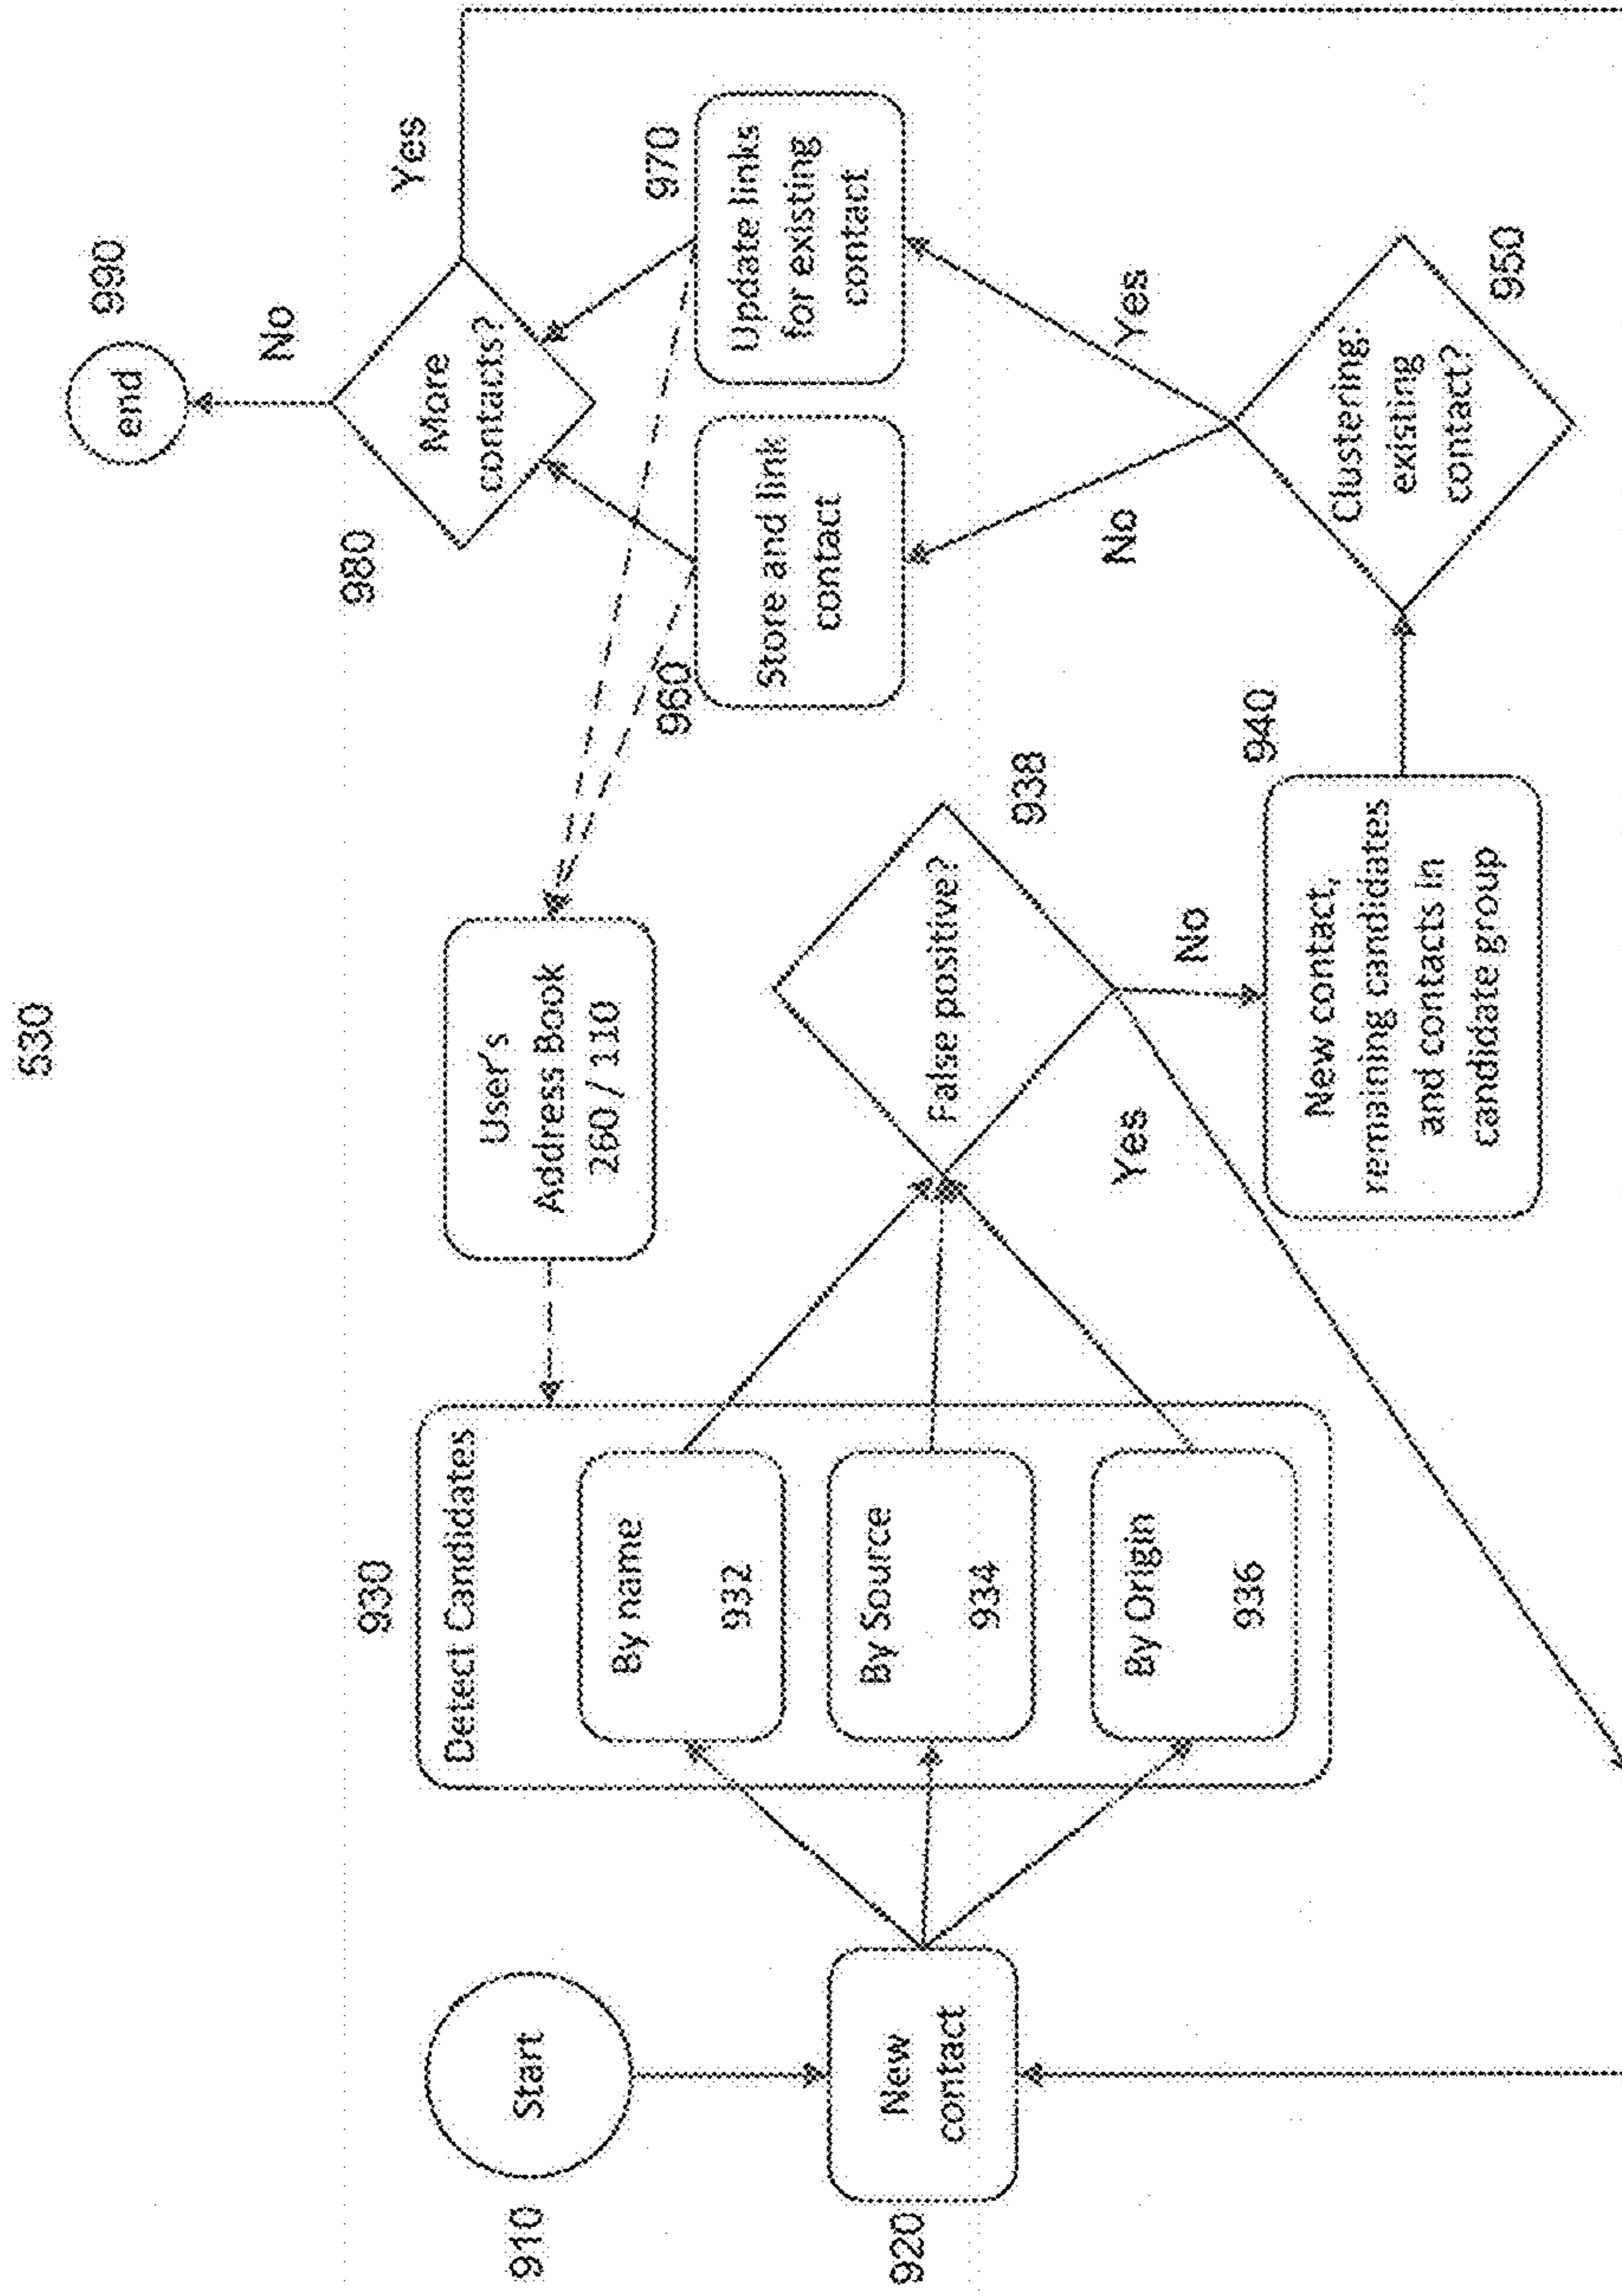 530
910
Start
920
New
contact
930
Detect Candidates
By name
932
By Source
934
By Origin
936
User's
Address Book
260 / 110
False positive?
938
Yes
No
940
New contact,
remaining candidates
and contacts in
candidate group
Clustering:
existing
contact?
950
No
Yes
960
Store and link
contact
970
Update links
for existing
contact
980
More
contacts?
Yes
No
990
end